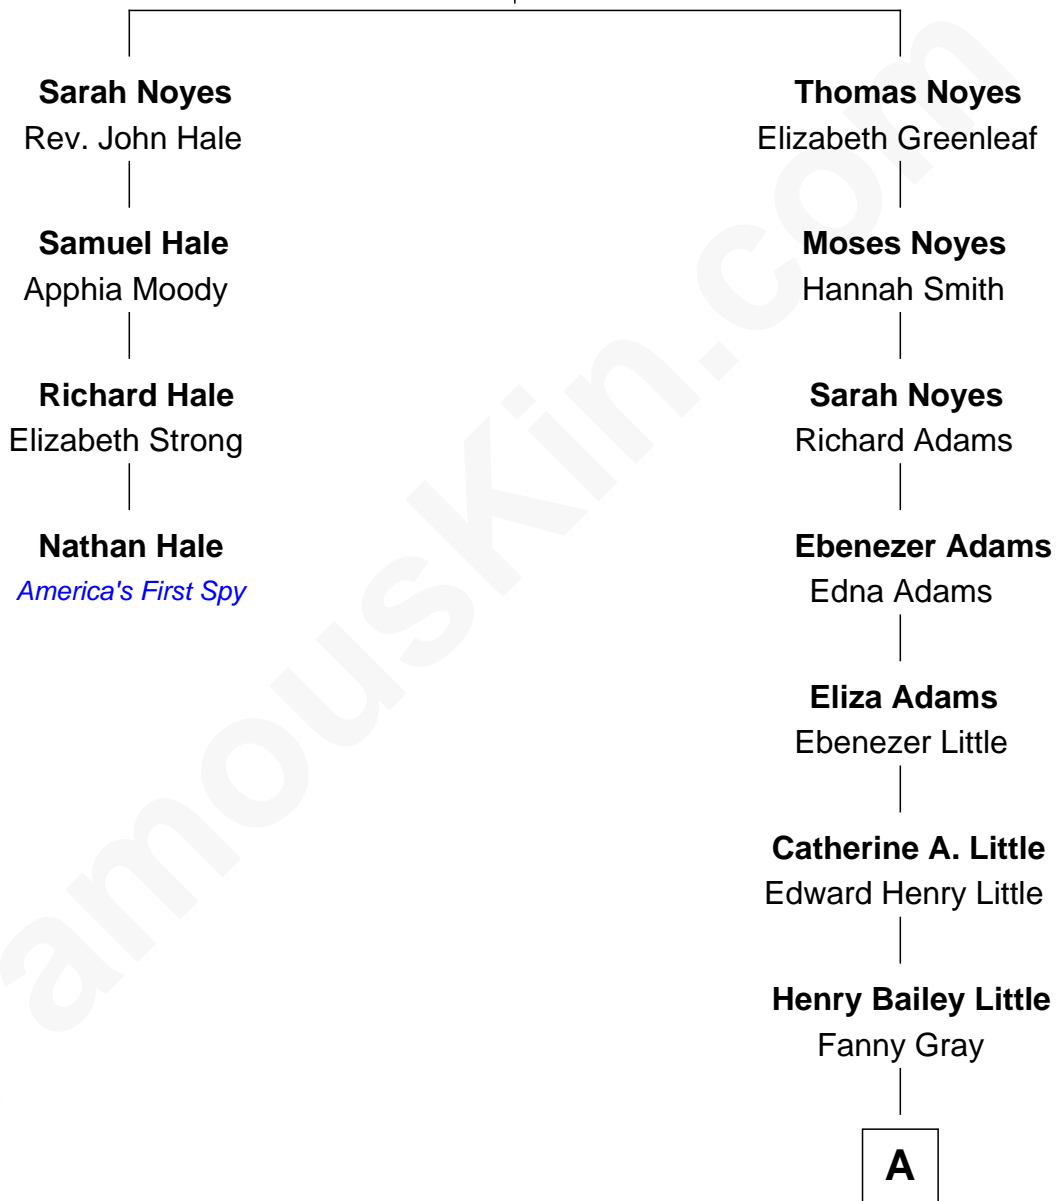 Sarah Noyes
Rev. John Hale
Samuel Hale
Apphia Moody
Richard Hale
Elizabeth Strong
Nathan Hale
America's First Spy
Thomas Noyes
Elizabeth Greenleaf
Moses Noyes
Hannah Smith
Sarah Noyes
Richard Adams
Ebenezer Adams
Edna Adams
Eliza Adams
Ebenezer Little
Catherine A. Little
Edward Henry Little
Henry Bailey Little
Fanny Gray
A
amouskin.com